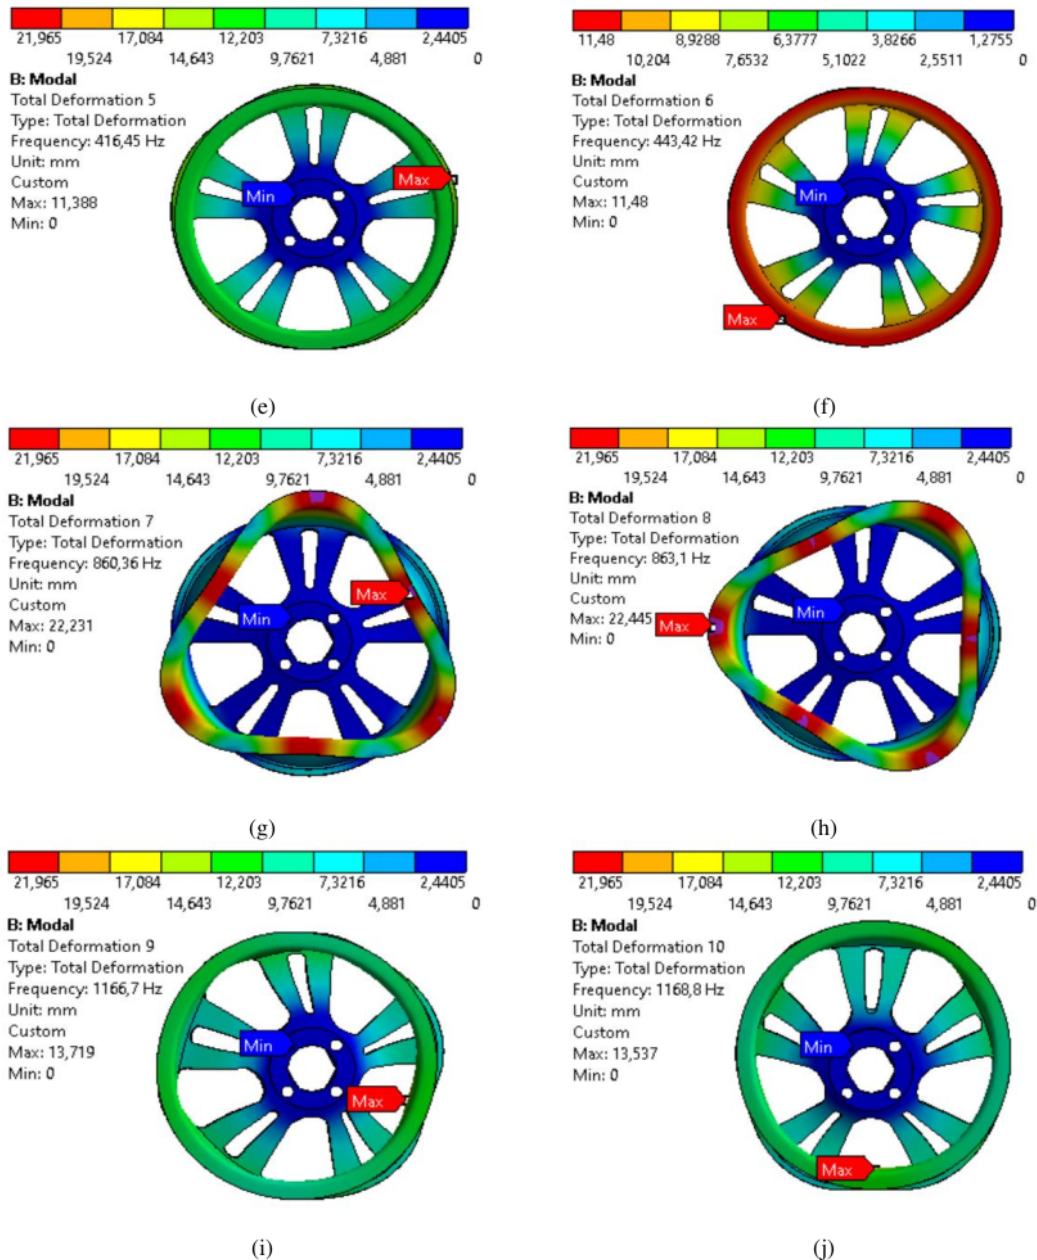 21,965 17,084 12,203 7,3216 2,4405
19,524 14,643 9,7621 4,881 0
B: Modal
Total Deformation 5
Type: Total Deformation
Frequency: 416,45 Hz
Unit: mm
Custom
Max: 11,388
Min: 0
Max
Min
(e)
11,48 8,9288 6,3777 3,8266 1,2755
10,204 7,6532 5,1022 2,5511 0
B: Modal
Total Deformation 6
Type: Total Deformation
Frequency: 443,42 Hz
Unit: mm
Custom
Max: 11,48
Min: 0
Min
Max
(f)
21,965 17,084 12,203 7,3216 2,4405
19,524 14,643 9,7621 4,881 0
B: Modal
Total Deformation 7
Type: Total Deformation
Frequency: 860,36 Hz
Unit: mm
Custom
Max: 22,231
Min: 0
Max
Min
(g)
21,965 17,084 12,203 7,3216 2,4405
19,524 14,643 9,7621 4,881 0
B: Modal
Total Deformation 8
Type: Total Deformation
Frequency: 863,1 Hz
Unit: mm
Custom
Max: 22,445
Min: 0
Min
Max
(h)
21,965 17,084 12,203 7,3216 2,4405
19,524 14,643 9,7621 4,881 0
B: Modal
Total Deformation 9
Type: Total Deformation
Frequency: 1166,7 Hz
Unit: mm
Custom
Max: 13,719
Min: 0
Min
Max
(i)
21,965 17,084 12,203 7,3216 2,4405
19,524 14,643 9,7621 4,881 0
B: Modal
Total Deformation 10
Type: Total Deformation
Frequency: 1168,8 Hz
Unit: mm
Custom
Max: 13,537
Min: 0
Min
Max
(j)